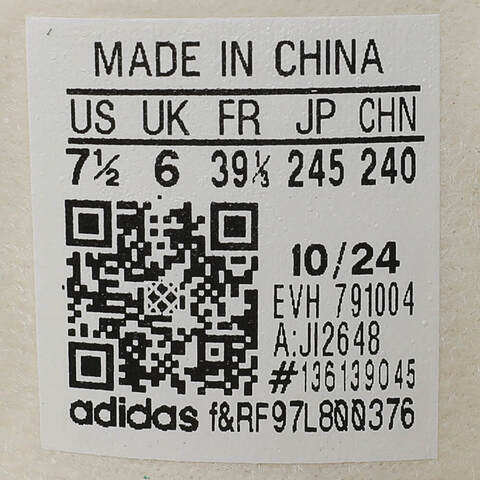 MADE IN CHINA
US UK FR JP CHN
7½ 6 39⅓ 245 240
10/24
EVH 791004
A:JI2648
#136139045
adidas f&RF97L800376